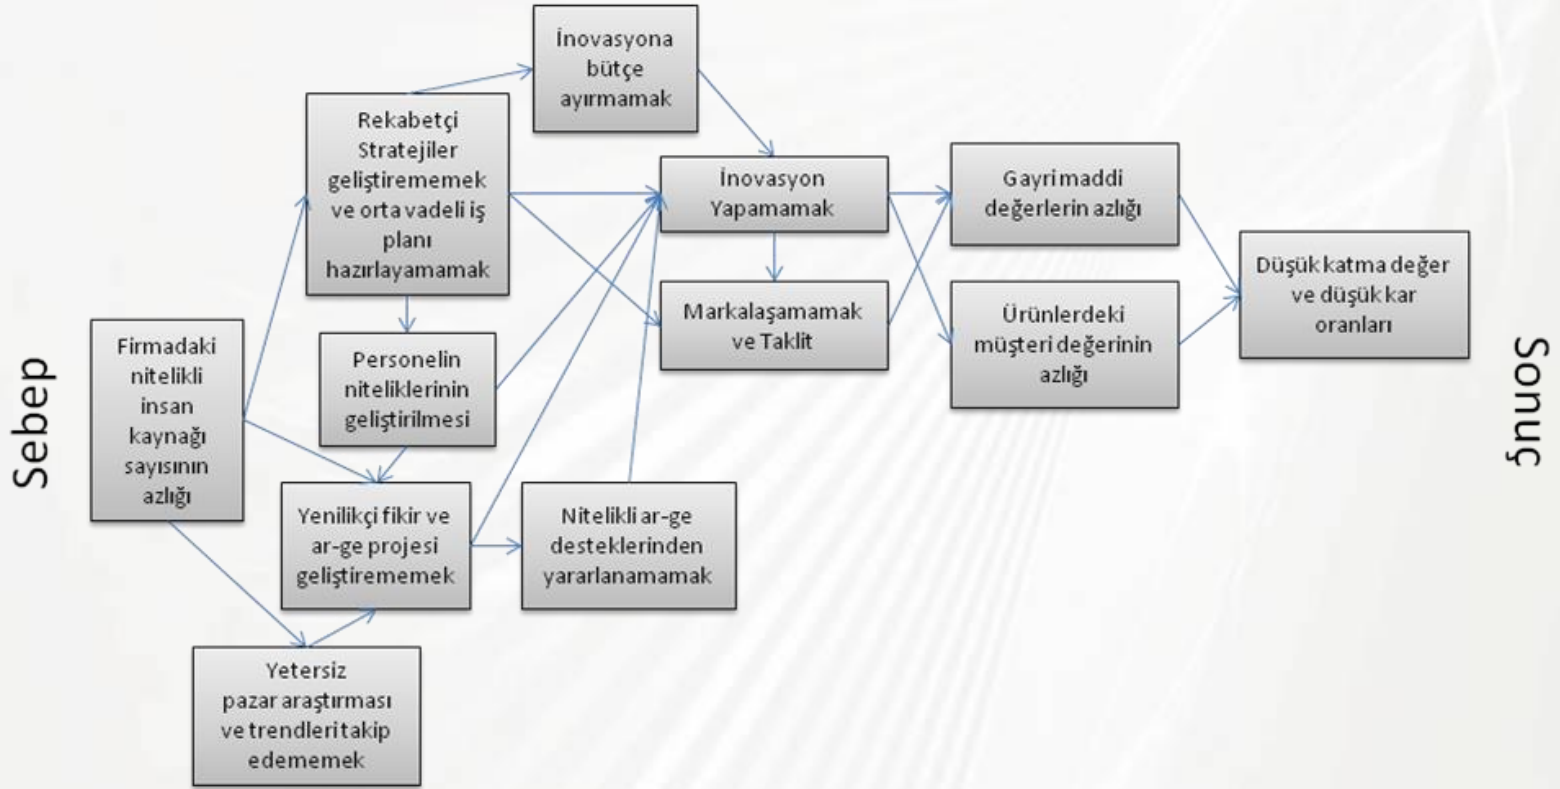 Sebep
Firmadaki
nitelikli
insan
kaynağı
sayısının
azlığı
Rekabetçi
Stratejiler
geliştirememek
ve orta vadeli iş
planı
hazırlayamamak
İnovasyona
bütçe
ayırmamak
Personelin
niteliklerinin
geliştirilmesi
Yenilikçi fikir ve
ar-ge projesi
geliştirememek
Yetersiz
pazar araştırması
ve trendleri takip
edememek
Nitelikli ar-ge
desteklerinden
yararlanamamak
İnovasyon
Yapamamak
Markalaşamamak
ve Taklit
Gayri maddi
değerlerin azlığı
Ürünlerdeki
müşteri değerinin
azlığı
Düşük katma değer
ve düşük kar
oranları
Sonuç